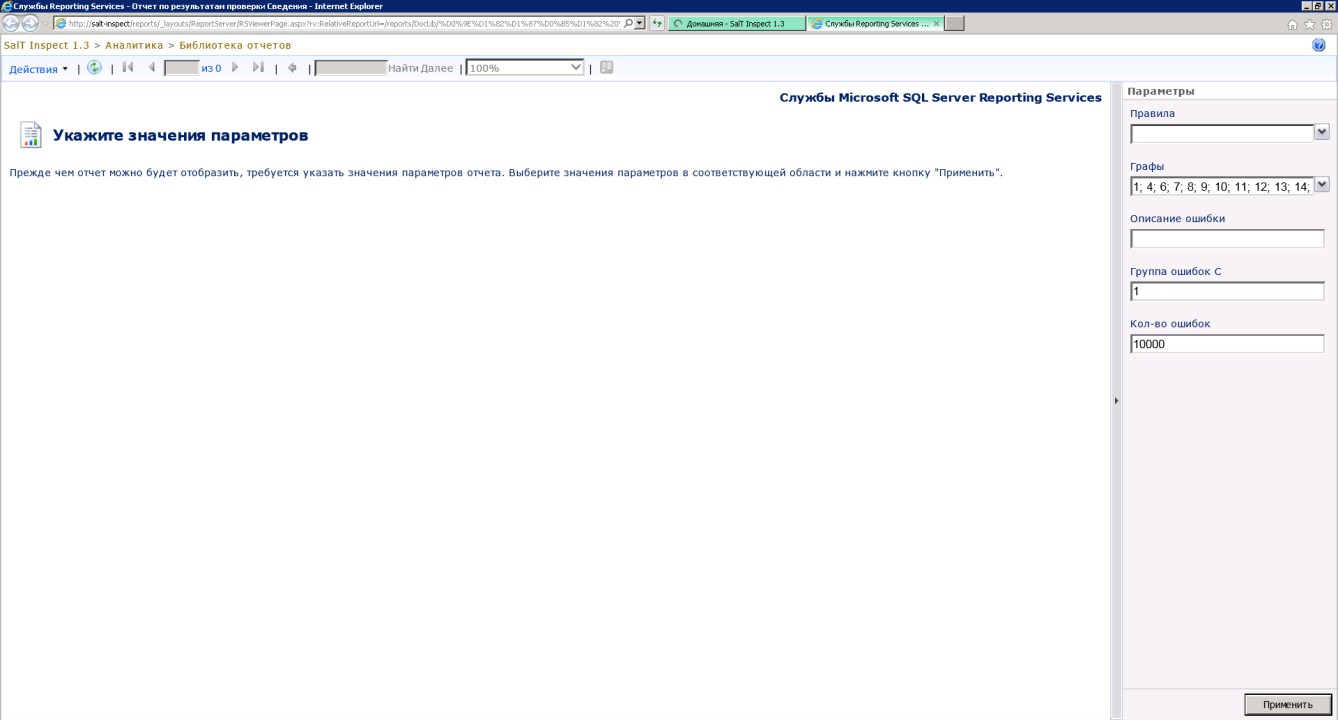 Службы Reporting Services - Отчет по результатам проверки Сведения - Internet Explorer
http://salt-inspect/reports/_layouts/ReportServer/RSViewerPage.aspx?rv:RelativeReportUrl=/reports/DocLib/%D0%9E%D1%82%D1%87%D0%B5%D1%82%20
Домашняя - SalT Inspect 1.3
Службы Reporting Services ...
SalT Inspect 1.3 > Аналитика > Библиотека отчетов
Действия | | из 0 | | Найти Далее | 100% |
Службы Microsoft SQL Server Reporting Services
Укажите значения параметров
Прежде чем отчет можно будет отобразить, требуется указать значения параметров отчета. Выберите значения параметров в соответствующей области и нажмите кнопку "Применить".
Параметры
Правила
Графы
1; 4; 6; 7; 8; 9; 10; 11; 12; 13; 14;
Описание ошибки
Группа ошибок С
1
Кол-во ошибок
10000
Применить